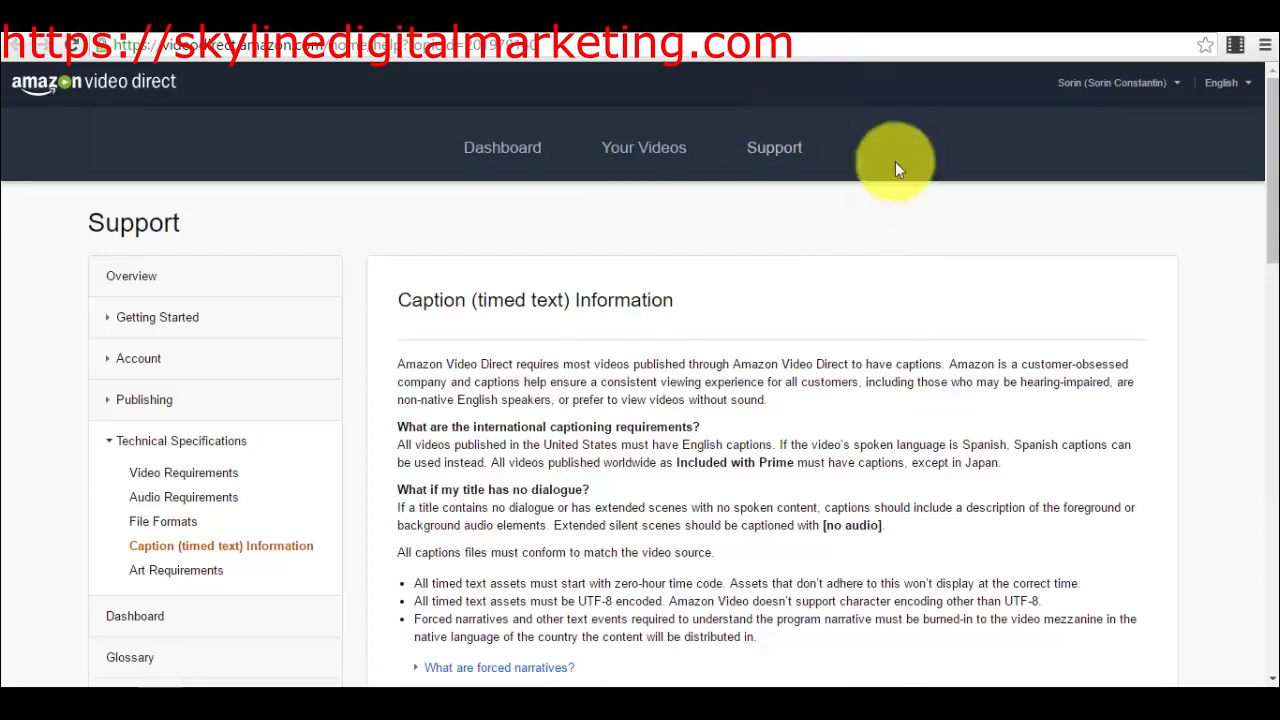 https://skylinedigitalmarketing.com
amazon video direct
Sorin (Sorin Constantin)
English
Dashboard
Your Videos
Support
Support
Overview
Getting Started
Account
Publishing
Technical Specifications
Video Requirements
Audio Requirements
File Formats
Caption (timed text) Information
Art Requirements
Dashboard
Glossary
Caption (timed text) Information
Amazon Video Direct requires most videos published through Amazon Video Direct to have captions. Amazon is a customer-obsessed
company and captions help ensure a consistent viewing experience for all customers, including those who may be hearing-impaired, are
non-native English speakers, or prefer to view videos without sound.
What are the international captioning requirements?
All videos published in the United States must have English captions. If the video's spoken language is Spanish, Spanish captions can
be used instead. All videos published worldwide as Included with Prime must have captions, except in Japan.
What if my title has no dialogue?
If a title contains no dialogue or has extended scenes with no spoken content, captions should include a description of the foreground or
background audio elements. Extended silent scenes should be captioned with [no audio].
All captions files must conform to match the video source.
• All timed text assets must start with zero-hour time code. Assets that don't adhere to this won't display at the correct time.
• All timed text assets must be UTF-8 encoded. Amazon Video doesn't support character encoding other than UTF-8.
• Forced narratives and other text events required to understand the program narrative must be burned-in to the video mezzanine in the
native language of the country the content will be distributed in.
What are forced narratives?